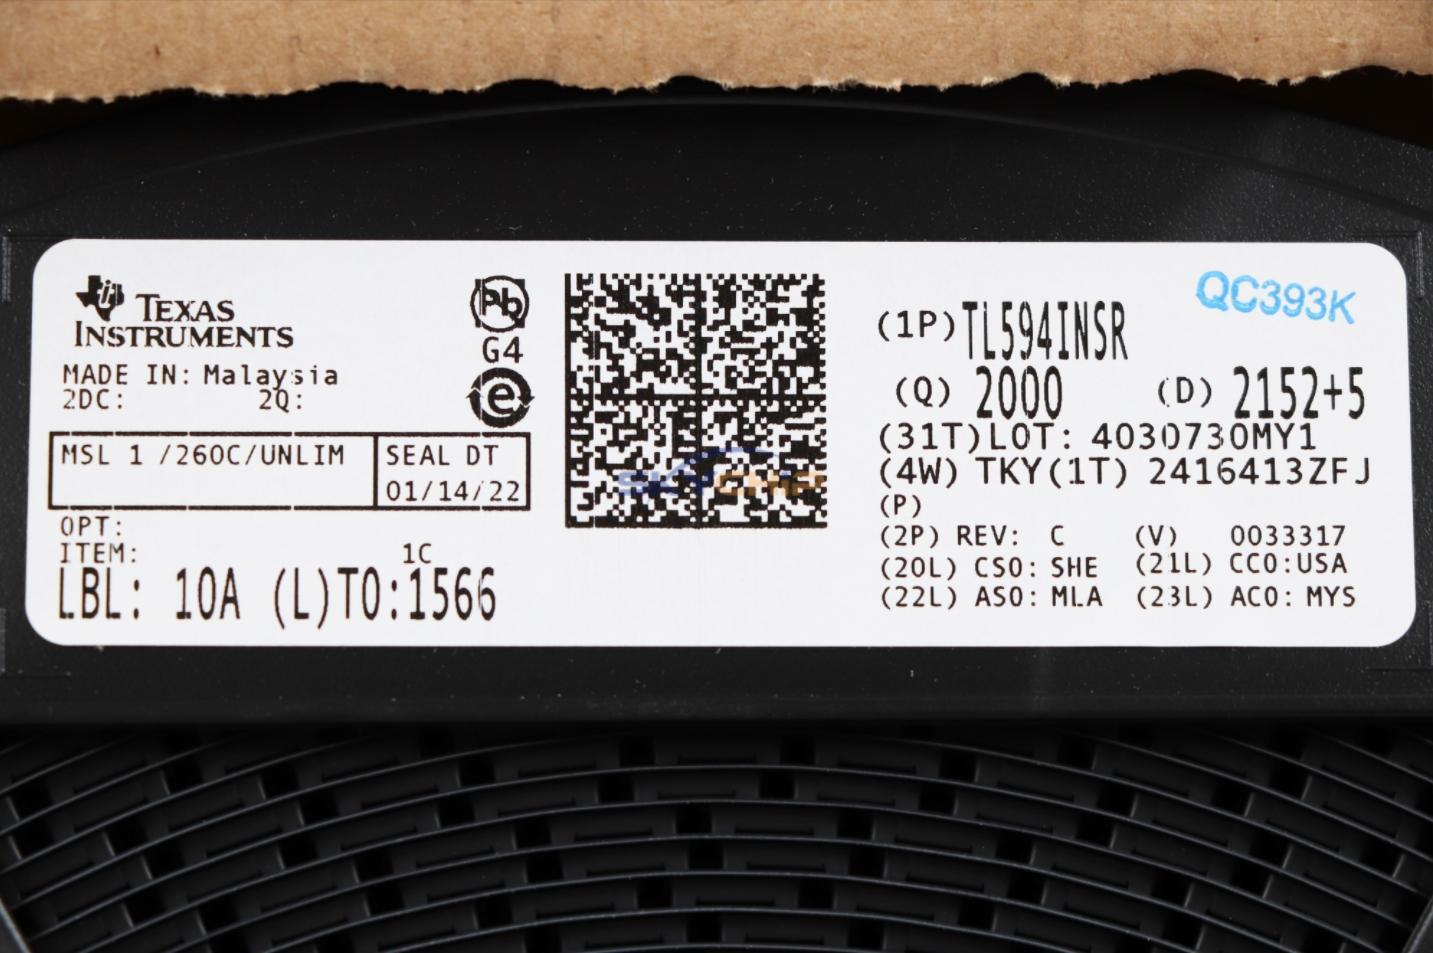 TEXAS
INSTRUMENTS
MADE IN: Malaysia
2DC: 2Q:
MSL 1 /260C/UNLIM
SEAL DT
01/14/22
OPT:
ITEM: 1C
LBL: 10A (L)TO:1566
Pb
G4
e
SKYCHIP
QC393K
(1P)TL594INSR
(Q) 2000 (D) 2152+5
(31T)LOT: 4030730MY1
(4W) TKY(1T) 2416413ZFJ
(P)
(2P) REV: C (V) 0033317
(20L) CSO: SHE (21L) CCO:USA
(22L) ASO: MLA (23L) ACO: MYS